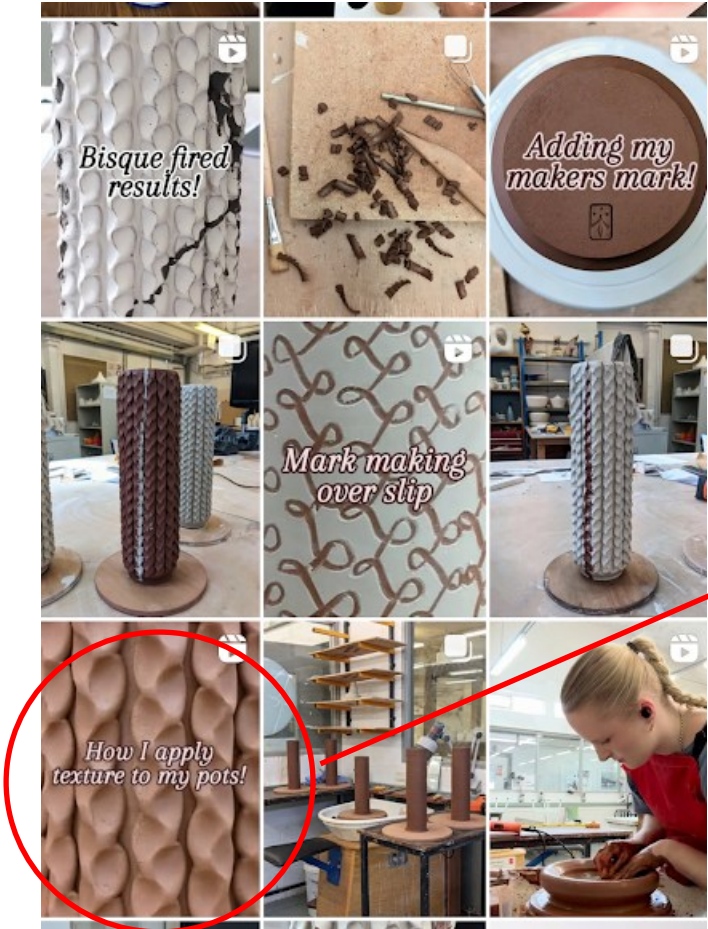 Bisque fired
results!
Adding my
makers mark!
Mark making
over slip
How I apply
texture to my pots!